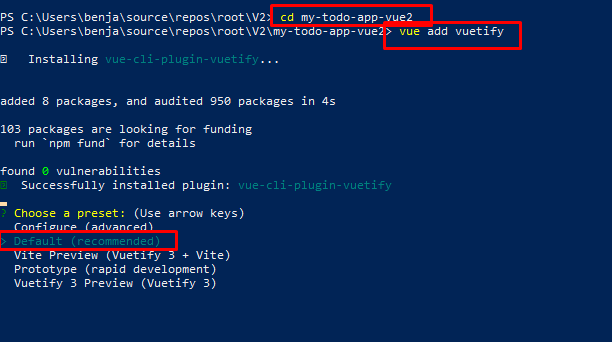 PS C:\Users\benja\source\repos\root\V2> cd my-todo-app-vue2
PS C:\Users\benja\source\repos\root\V2\my-todo-app-vue2> vue add vuetify
Installing vue-cli-plugin-vuetify...
added 8 packages, and audited 950 packages in 4s
103 packages are looking for funding
run `npm fund` for details
found 0 vulnerabilities
Successfully installed plugin: vue-cli-plugin-vuetify
? Choose a preset: (Use arrow keys)
Configure (advanced)
> Default (recommended)
Vite Preview (Vuetify 3 + Vite)
Prototype (rapid development)
Vuetify 3 Preview (Vuetify 3)